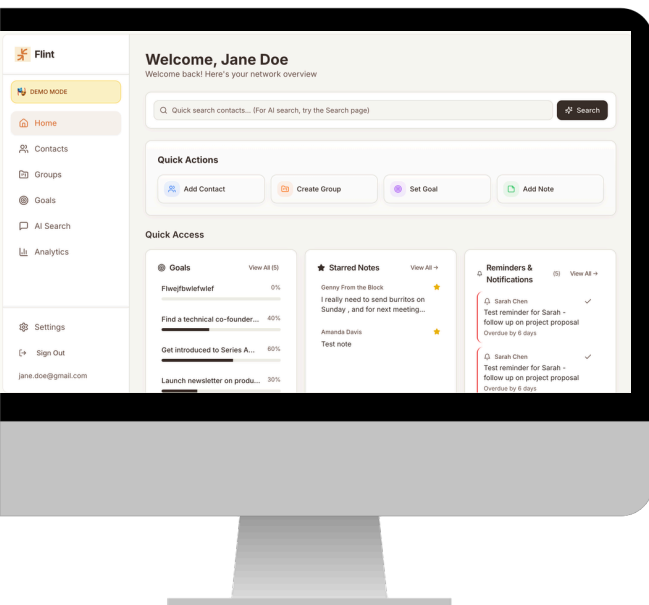 Flint
DEMO MODE
Home
Contacts
Groups
Goals
AI Search
Analytics
Settings
Sign Out
jane.doe@gmail.com
Welcome, Jane Doe
Welcome back! Here's your network overview
Quick search contacts... (For AI search, try the Search page)
Search
Quick Actions
Add Contact
Create Group
Set Goal
Add Note
Quick Access
Goals
View All (5)
Flwejfbwlefwlef
0%
Find a technical co-founder...
40%
Get introduced to Series A...
60%
Launch newsletter on produ...
30%
Starred Notes
View All →
Genny From the Block
I really need to send burritos on
Sunday , and for next meeting...
Amanda Davis
Test note
Reminders &
Notifications
(5)
View All →
Sarah Chen
Test reminder for Sarah -
follow up on project proposal
Overdue by 6 days
Sarah Chen
Test reminder for Sarah -
follow up on project proposal
Overdue by 6 days